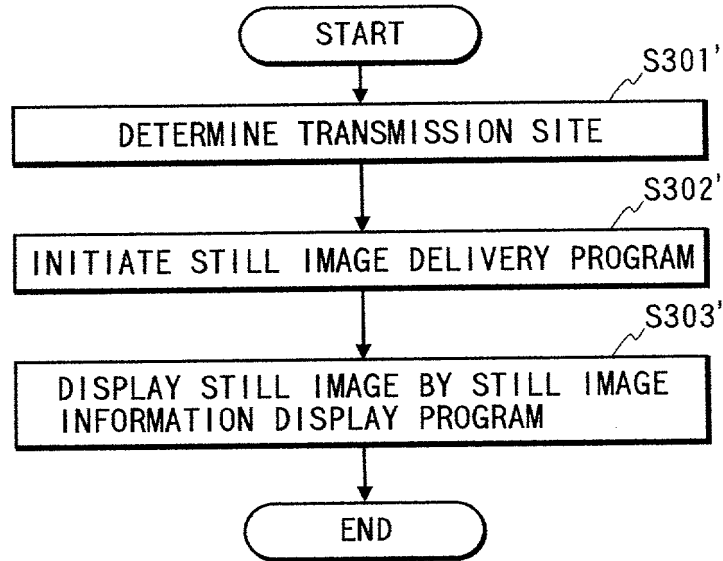 START
S301'
DETERMINE TRANSMISSION SITE
S302'
INITIATE STILL IMAGE DELIVERY PROGRAM
S303'
DISPLAY STILL IMAGE BY STILL IMAGE
INFORMATION DISPLAY PROGRAM
END